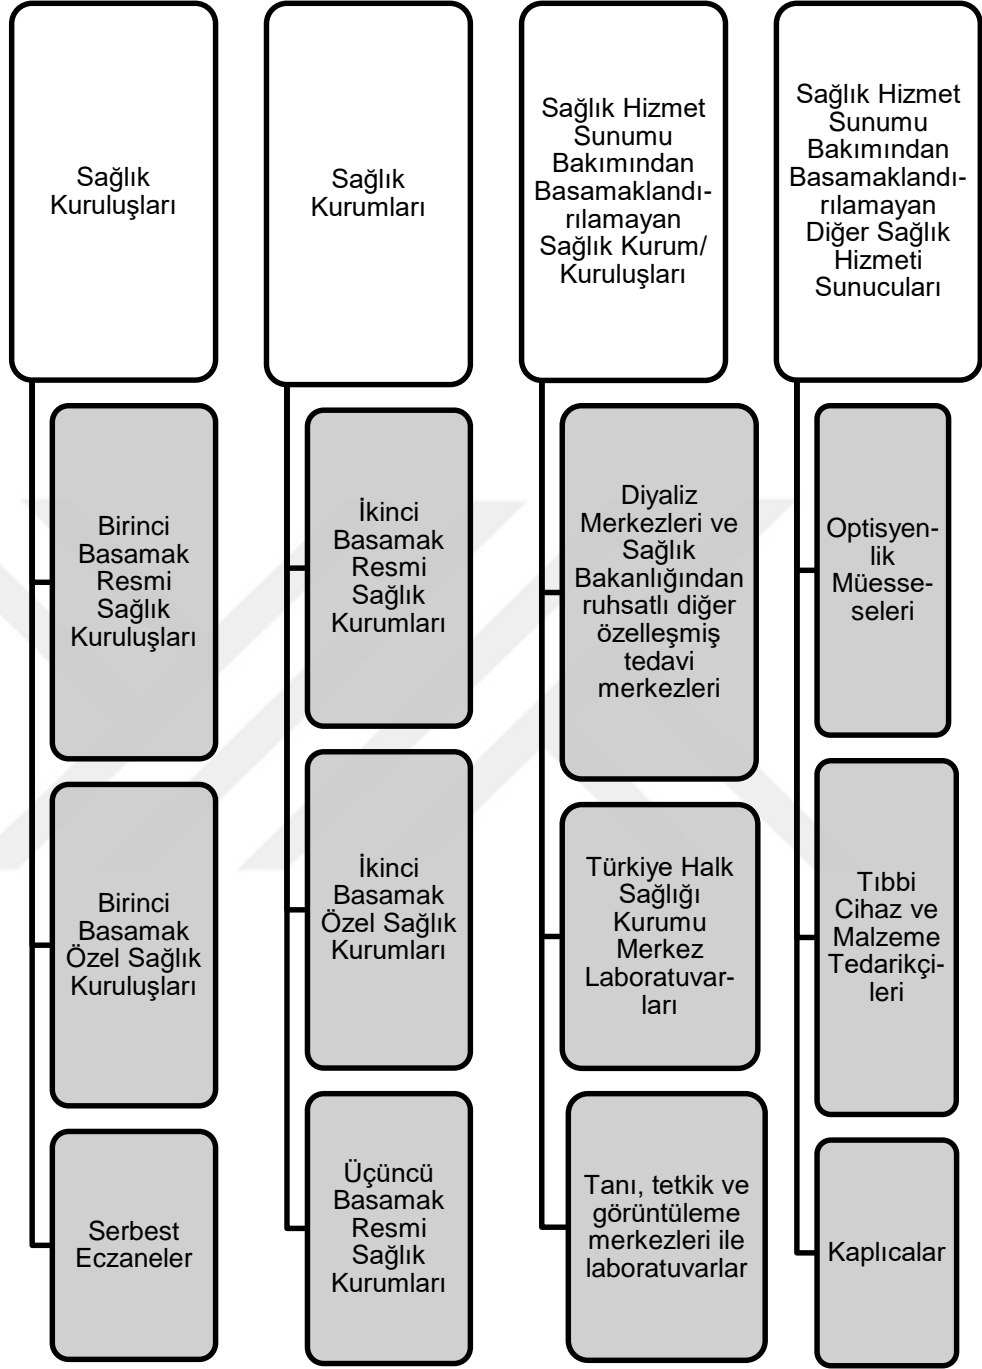 Sağlık
Kuruluşları
Birinci
Basamak
Resmi
Sağlık
Kuruluşları
Birinci
Basamak
Özel Sağlık
Kuruluşları
Serbest
Eczaneler
Sağlık
Kurumları
İkinci
Basamak
Resmi
Sağlık
Kurumları
İkinci
Basamak
Özel Sağlık
Kurumları
Üçüncü
Basamak
Resmi
Sağlık
Kurumları
Sağlık Hizmet
Sunumu
Bakımından
Basamaklandı-
rılamayan
Sağlık Kurum/
Kuruluşları
Diyaliz
Merkezleri ve
Sağlık
Bakanlığından
ruhsatlı diğer
özelleşmiş
tedavi
merkezleri
Türkiye Halk
Sağlığı
Kurumu
Merkez
Laboratuvar-
ları
Tanı, tetkik ve
görüntüleme
merkezleri ile
laboratuvarlar
Sağlık Hizmet
Sunumu
Bakımından
Basamaklandı-
rılamayan
Diğer Sağlık
Hizmeti
Sunucuları
Optisyen-
lik
Müesse-
seleri
Tıbbi
Cihaz ve
Malzeme
Tedarikçi-
leri
Kaplıcalar